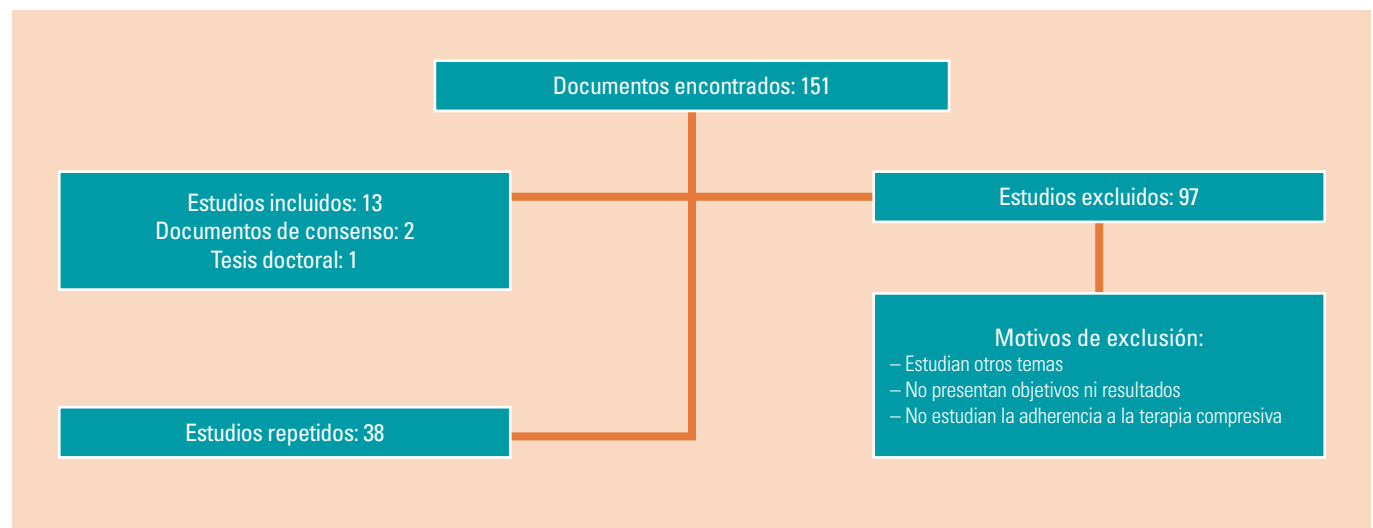 Documentos encontrados: 151
Estudios incluidos: 13
Documentos de consenso: 2
Tesis doctoral: 1
Estudios excluidos: 97
Motivos de exclusión:
– Estudian otros temas
– No presentan objetivos ni resultados
– No estudian la adherencia a la terapia compresiva
Estudios repetidos: 38